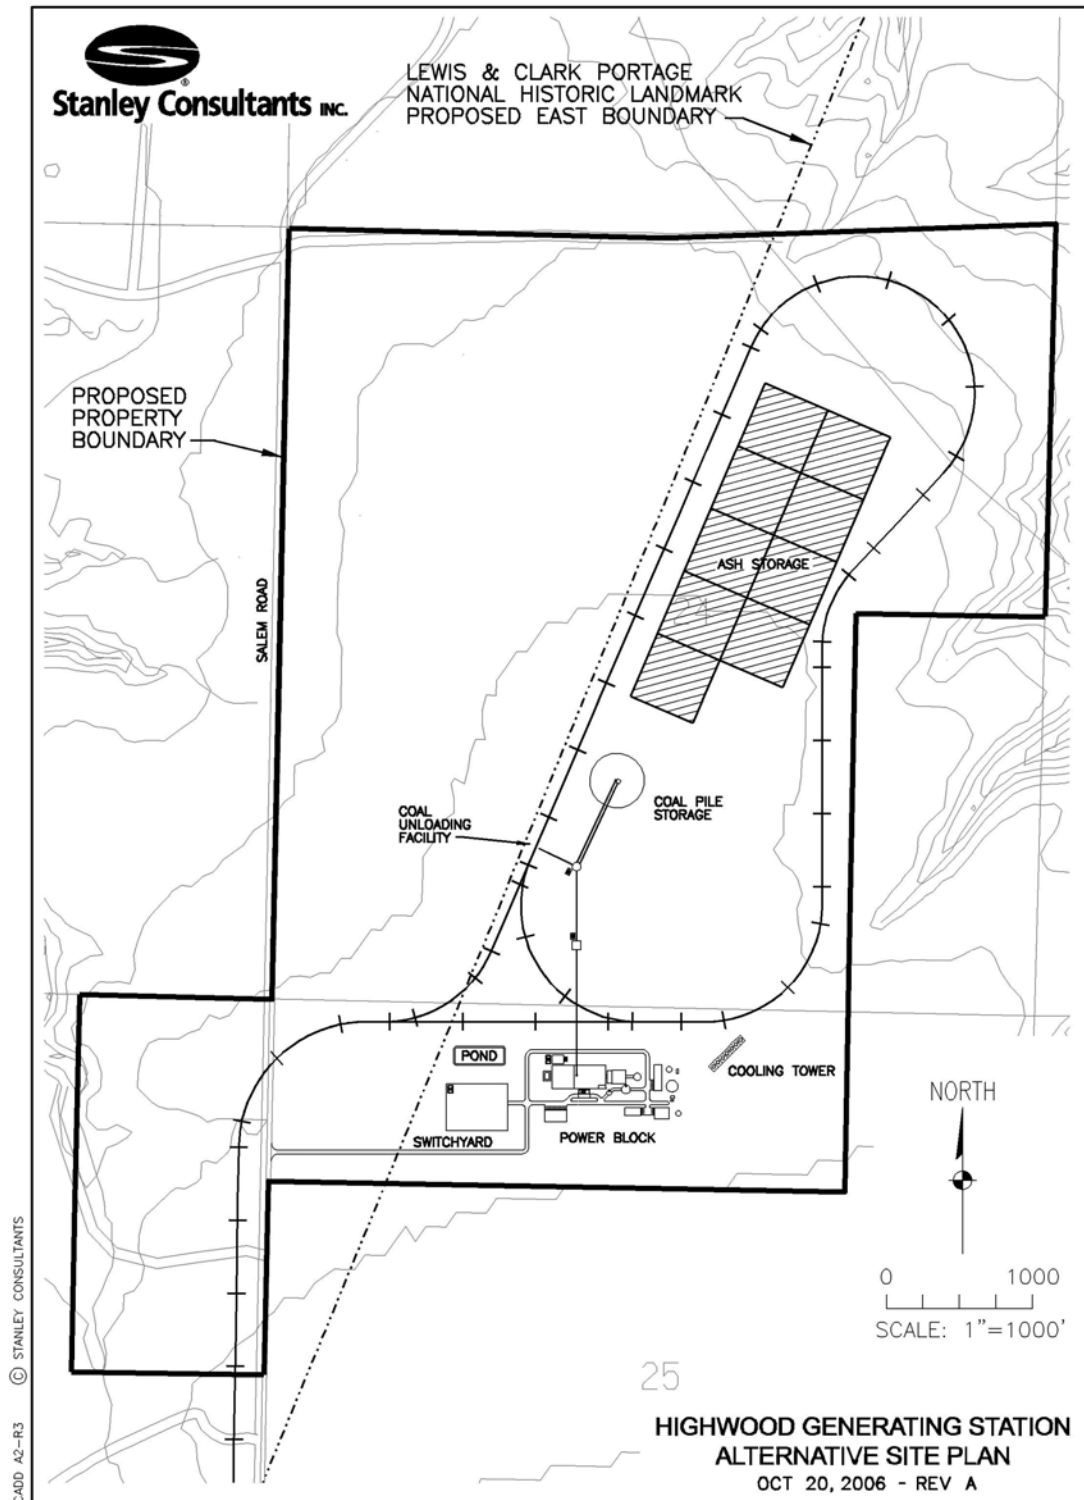 Stanley Consultants INC.
®
LEWIS & CLARK PORTAGE
NATIONAL HISTORIC LANDMARK
PROPOSED EAST BOUNDARY
PROPOSED
PROPERTY
BOUNDARY
SALEM ROAD
ASH STORAGE
24
COAL PILE
STORAGE
COAL
UNLOADING
FACILITY
POND
COOLING TOWER
SWITCHYARD
POWER BLOCK
NORTH
0 1000
SCALE: 1"=1000'
25
HIGHWOOD GENERATING STATION
ALTERNATIVE SITE PLAN
OCT 20, 2006 - REV A
CADD A2-R3 © STANLEY CONSULTANTS